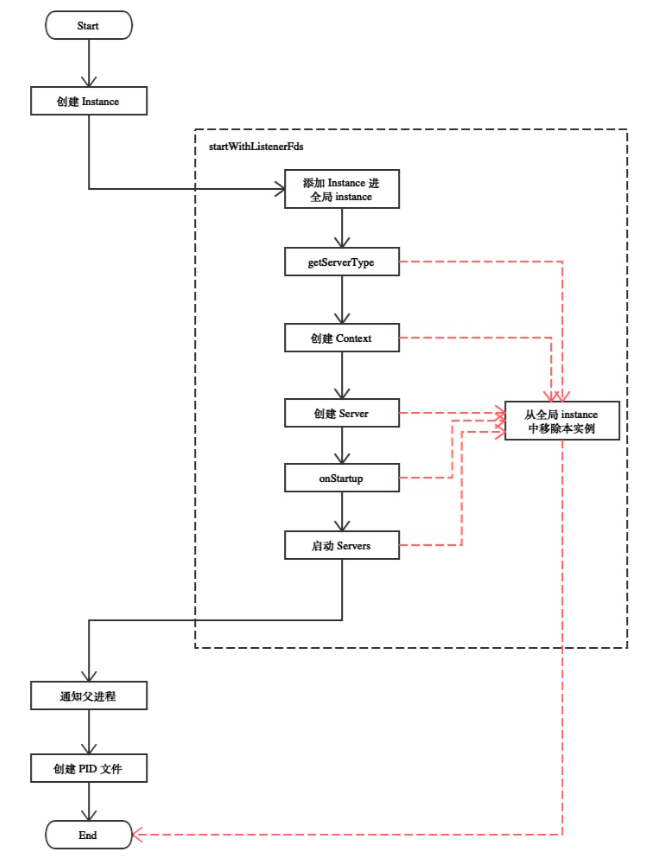 Start
创建 Instance
startWithListenerFds
添加 Instance 进
全局 instance
getServerType
创建 Context
创建 Server
从全局 instance
中移除本实例
onStartup
启动 Servers
通知父进程
创建 PID 文件
End